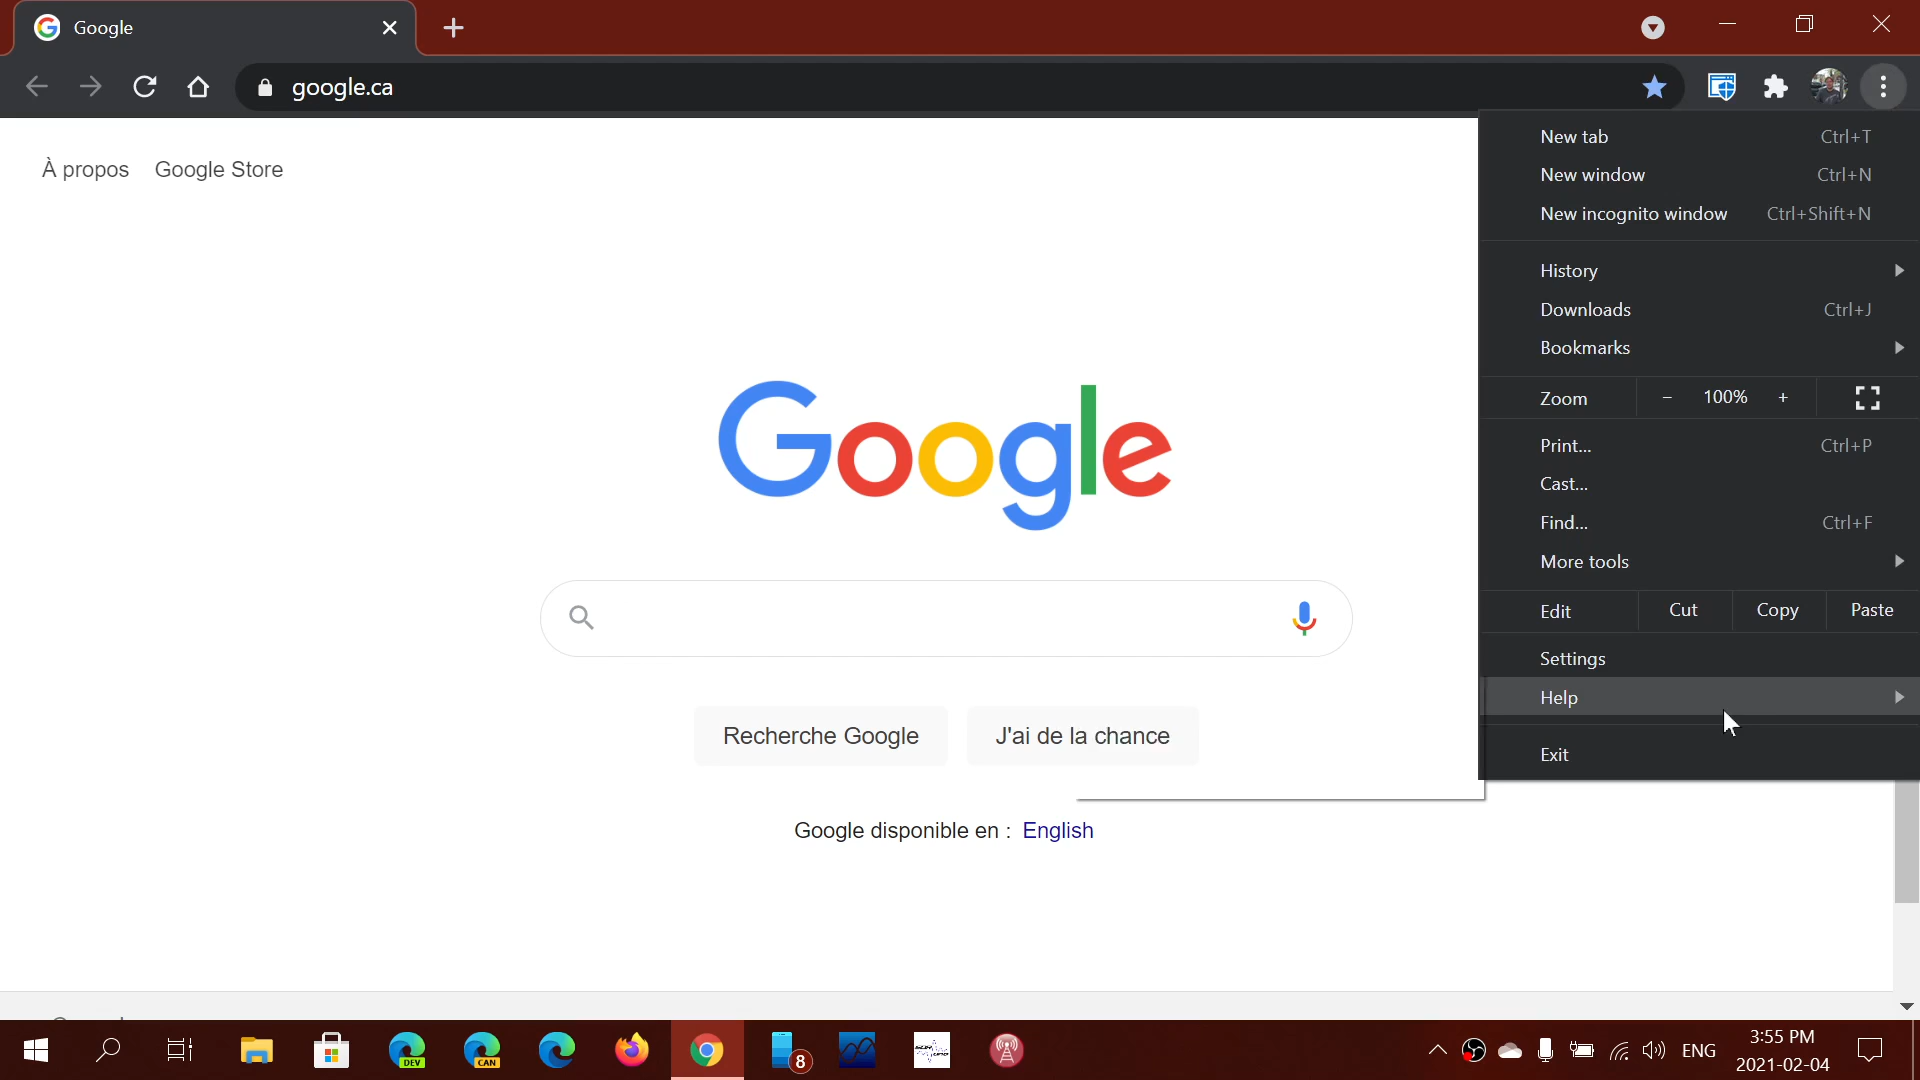 Google
google.ca
À propos Google Store
New tab Ctrl+T
New window Ctrl+N
New incognito window Ctrl+Shift+N
History
Downloads Ctrl+J
Bookmarks
Zoom - 100% +
Print... Ctrl+P
Cast...
Find... Ctrl+F
More tools
Edit Cut Copy Paste
Settings
Help
Exit
Google
Recherche Google J'ai de la chance
Google disponible en : English
DEV
CAN
8
ENG
3:55 PM
2021-02-04